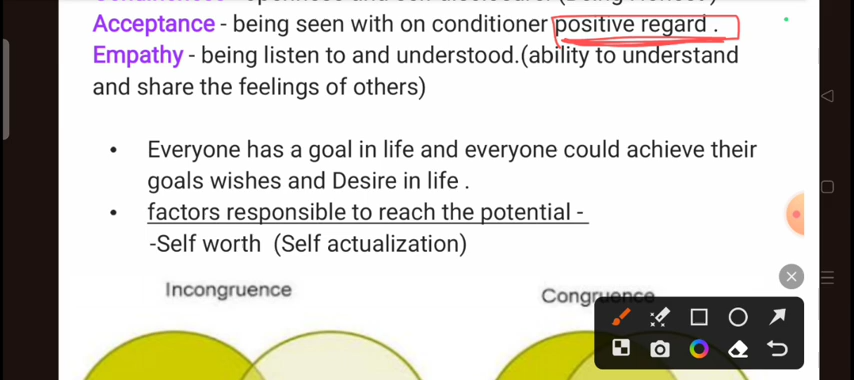 Acceptance - being seen with on conditioner positive regard .
Empathy - being listen to and understood.(ability to understand
and share the feelings of others)
• Everyone has a goal in life and everyone could achieve their
goals wishes and Desire in life .
• factors responsible to reach the potential -
-Self worth (Self actualization)
Incongruence
Congruence